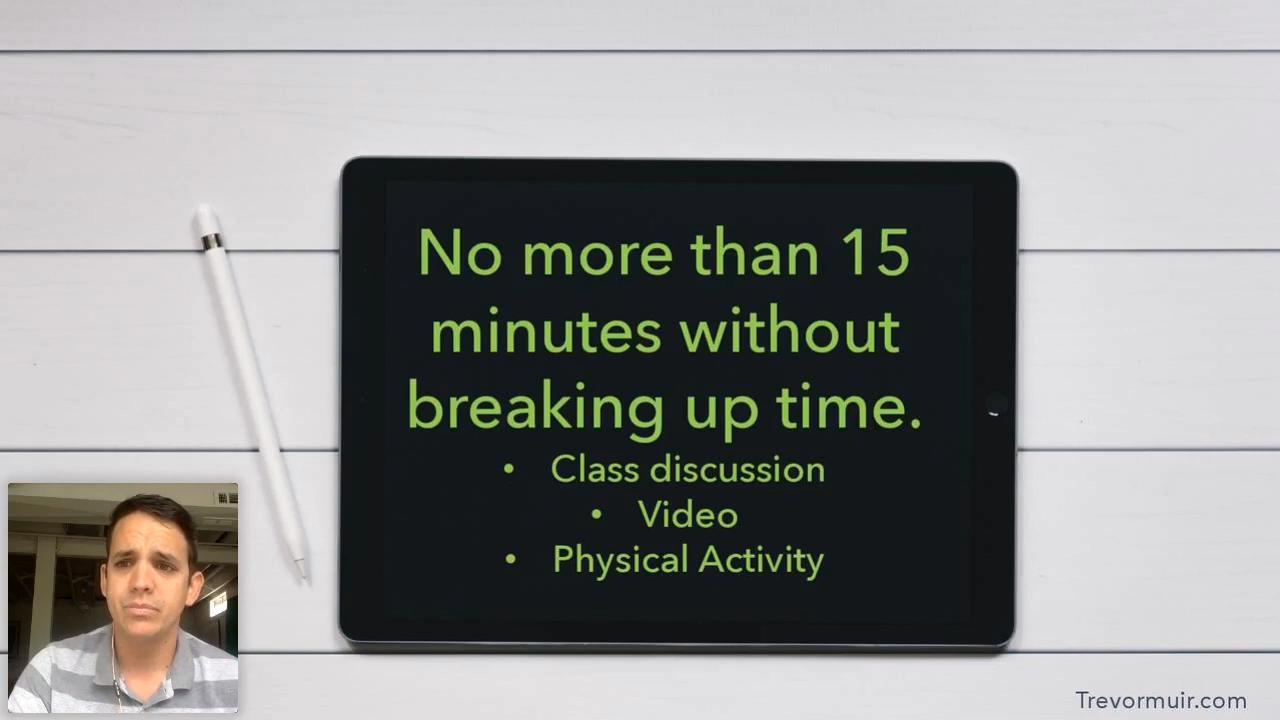 No more than 15
minutes without
breaking up time.
• Class discussion
• Video
• Physical Activity
Trevormuir.com